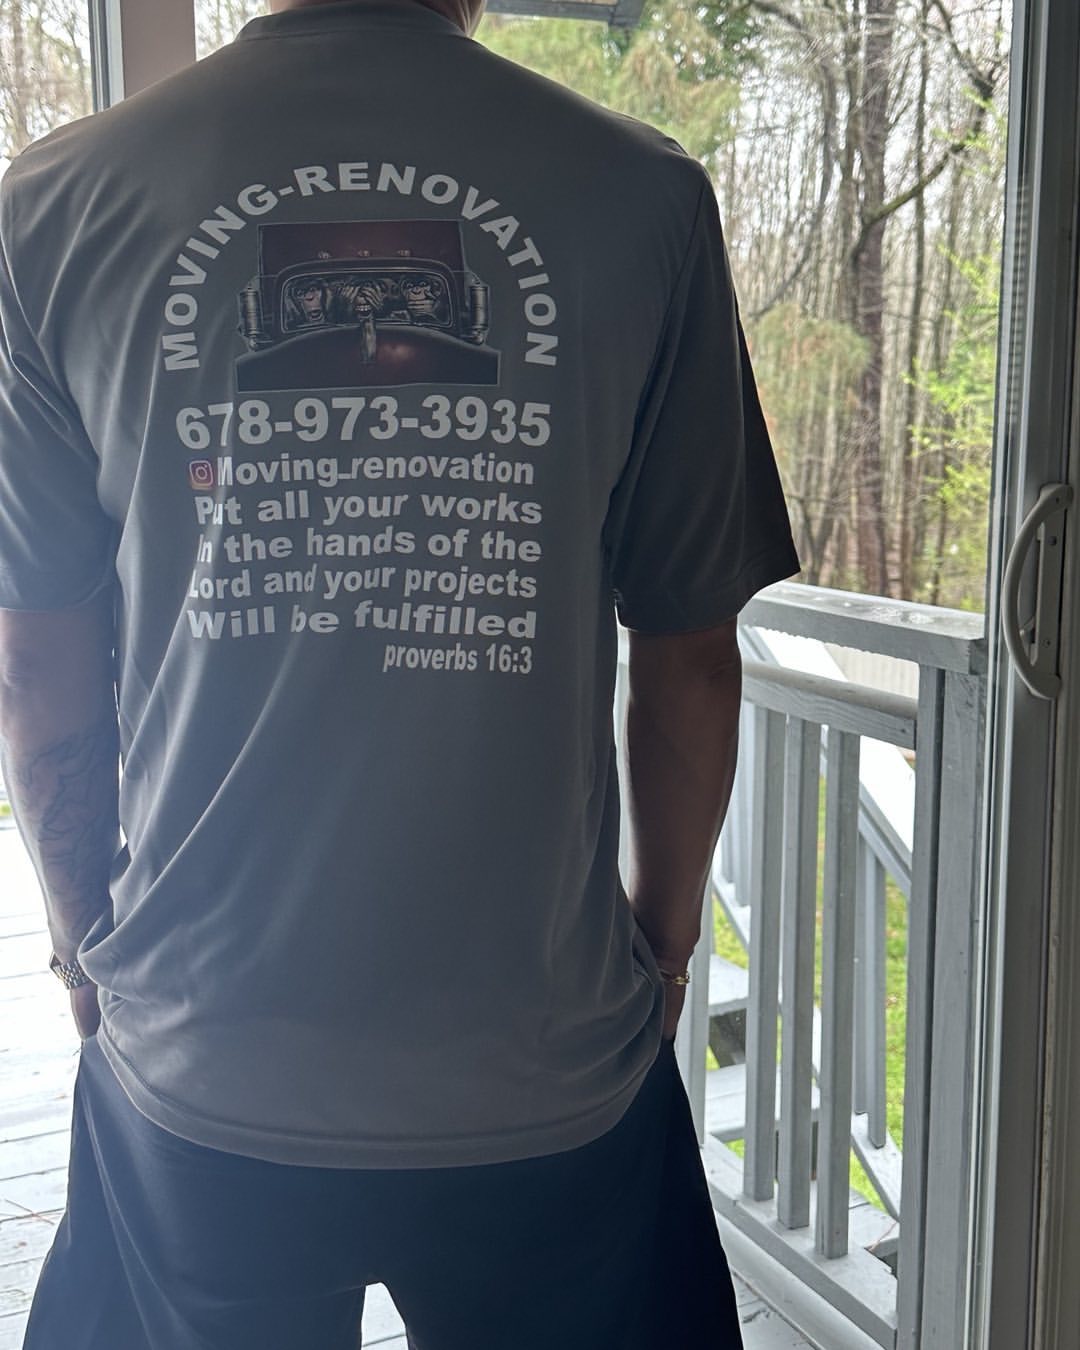 MOVING-RENOVATION
678-973-3935
Moving_renovation
Put all your works
In the hands of the
Lord and your projects
Will be fulfilled
proverbs 16:3